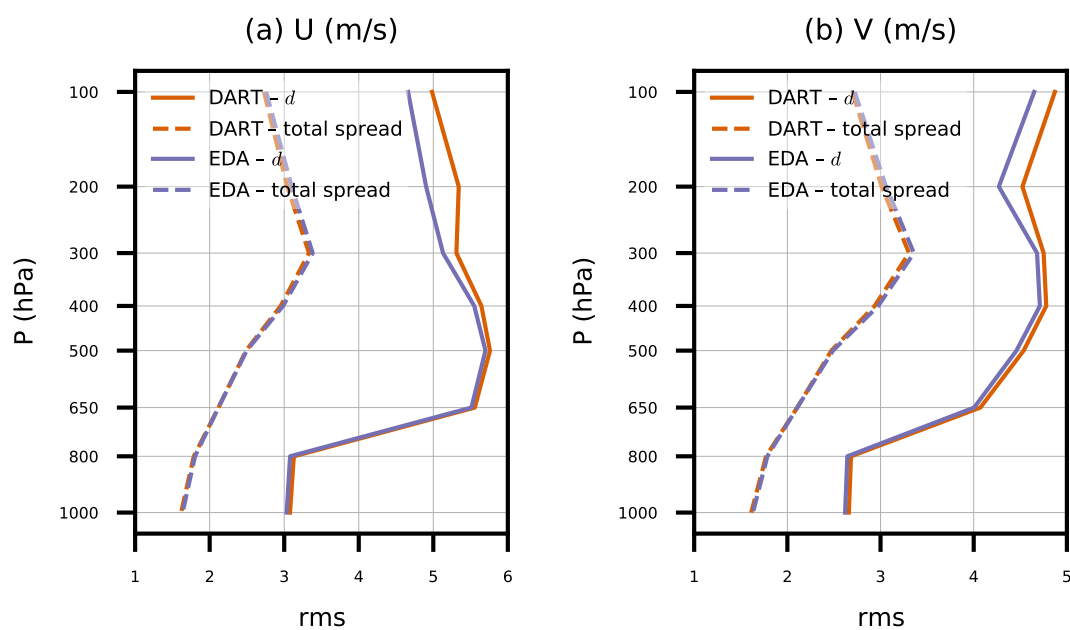 (a) U (m/s)
P (hPa)
100
200
300
400
500
650
800
1000
DART – d
DART – total spread
EDA – d
EDA – total spread
1 2 3 4 5 6
rms
(b) V (m/s)
P (hPa)
100
200
300
400
500
650
800
1000
DART – d
DART – total spread
EDA – d
EDA – total spread
1 2 3 4 5
rms